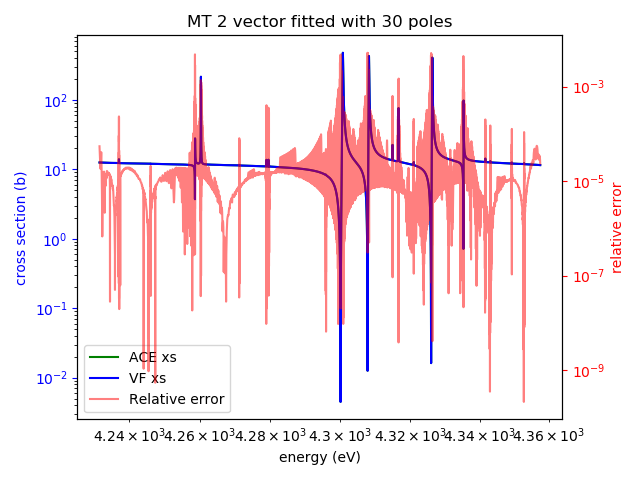 MT 2 vector fitted with 30 poles
10²
10¹
10⁰
10⁻¹
10⁻²
cross section (b)
10⁻³
10⁻⁵
10⁻⁷
10⁻⁹
relative error
ACE xs
VF xs
Relative error
4.24 × 10³ 4.26 × 10³ 4.28 × 10³ 4.3 × 10³ 4.32 × 10³ 4.34 × 10³ 4.36 × 10³
energy (eV)